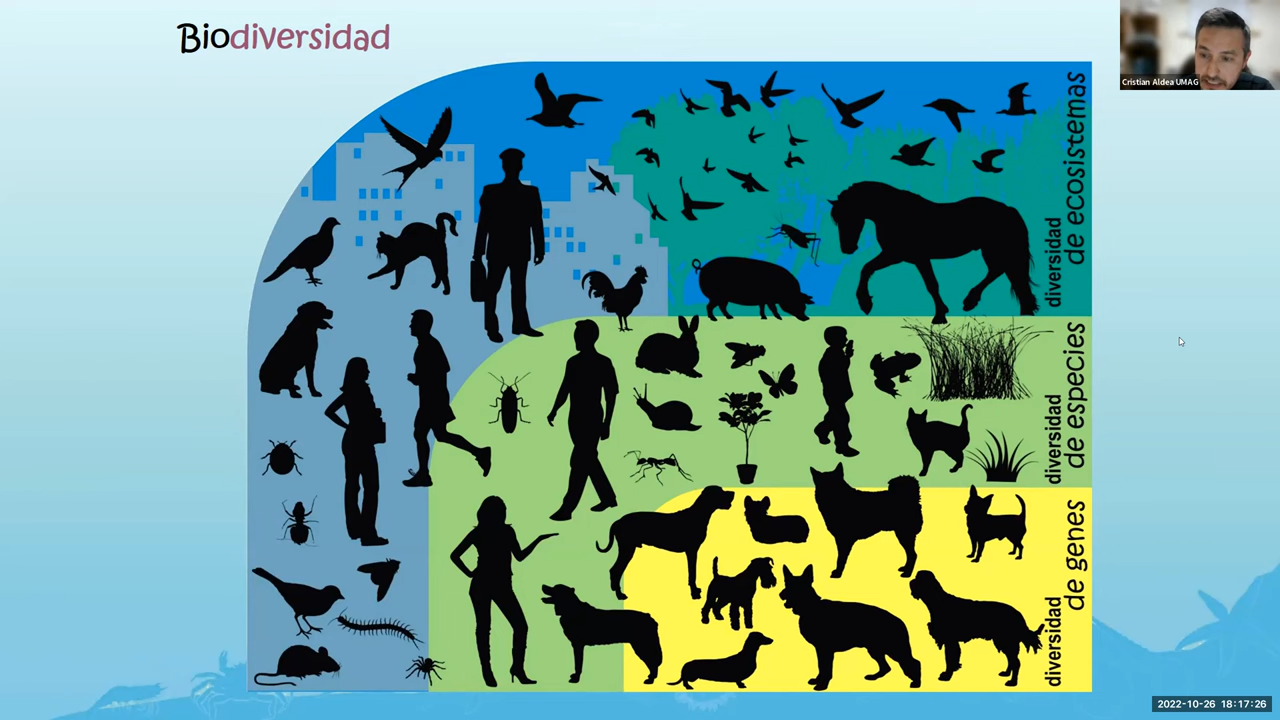 Biodiversidad
Cristian Aldea UMAG
diversidad
de ecosistemas
diversidad
de especies
diversidad
de genes
2022-10-26 18:17:26